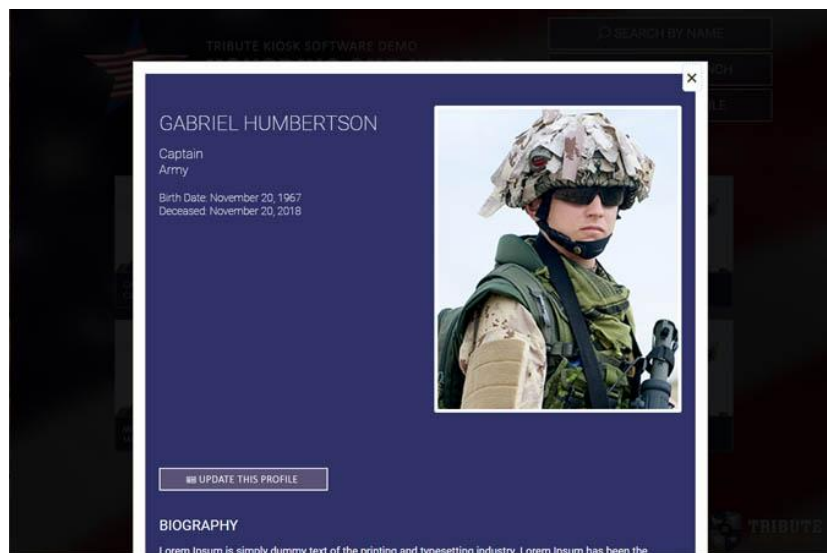 TRIBUTE KIOSK SOFTWARE DEMO
SEARCH BY NAME
GABRIEL HUMBERTSON
Captain
Army
Birth Date: November 20, 1967
Deceased: November 20, 2018
UPDATE THIS PROFILE
BIOGRAPHY
Lorem Ipsum is simply dummy text of the printing and typesetting industry. Lorem Ipsum has been the
TRIBUTE